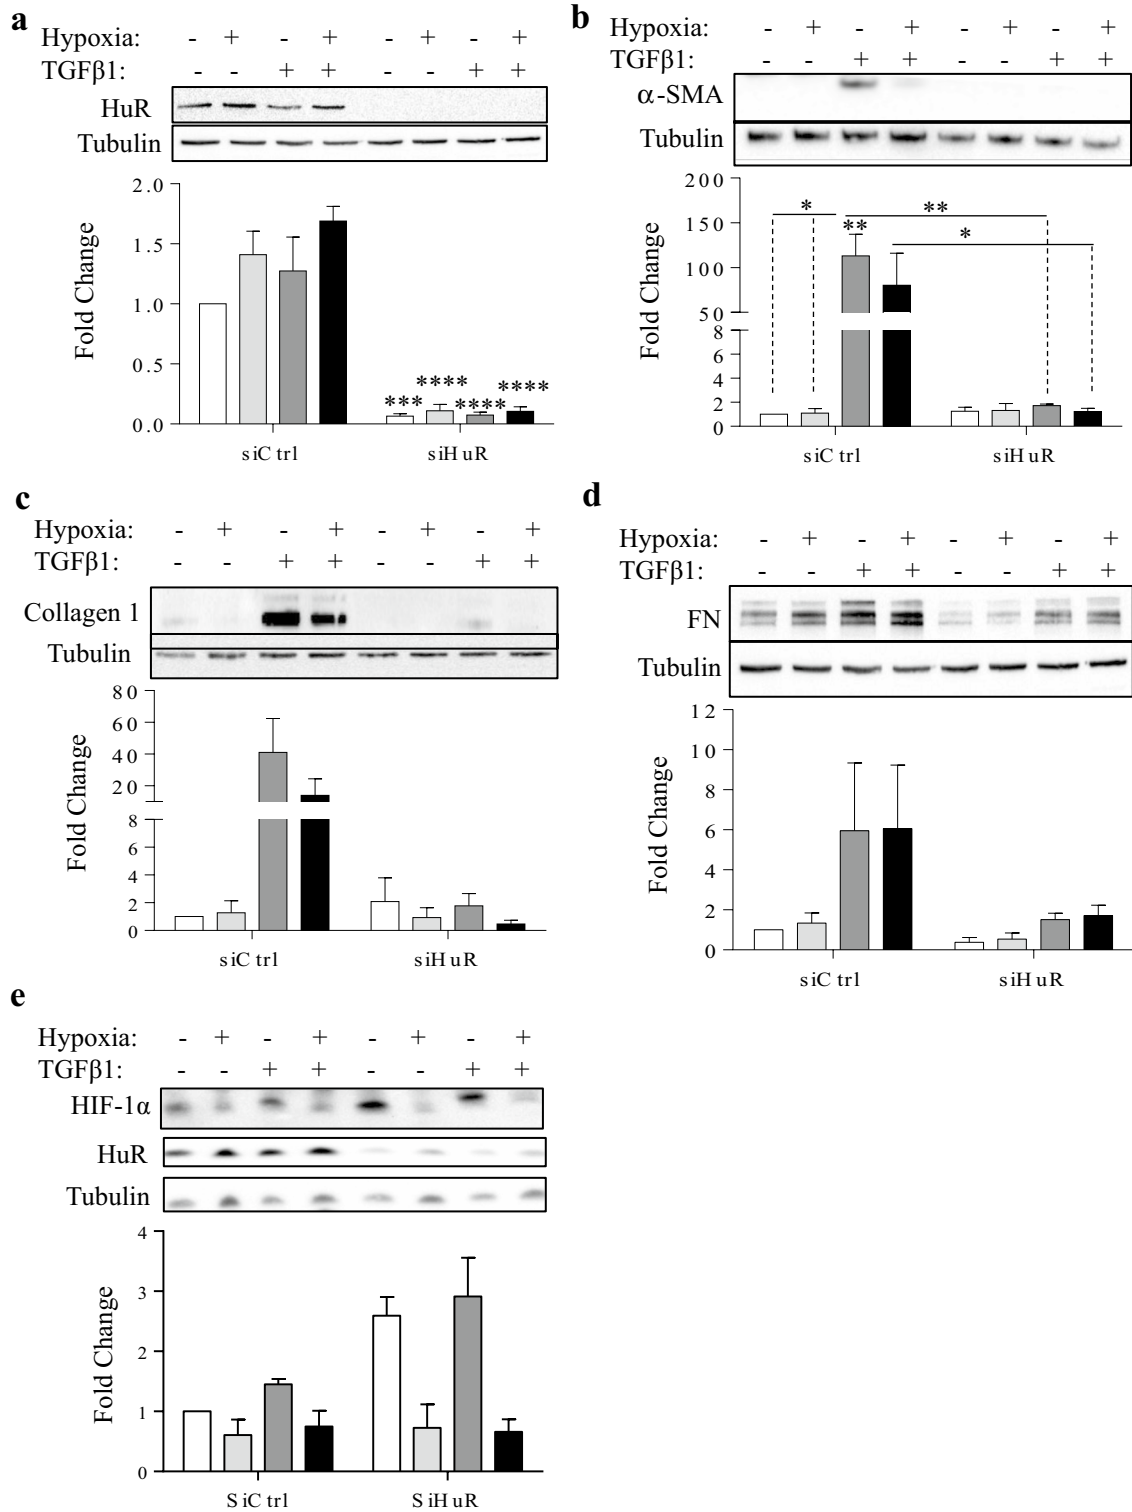 a
Hypoxia: - + - + - + - +
TGFβ1: - - + + - - + +
HuR
Tubulin
2.0
1.5
1.0
0.5
0.0
Fold Change
*** **** **** ****
siCtrl siHuR
b
Hypoxia: - + - + - + - +
TGFβ1: - - + + - - + +
α-SMA
Tubulin
200
150
100
50
8
6
4
2
0
Fold Change
* ** ** *
siCtrl siHuR
c
Hypoxia: - + - + - + - +
TGFβ1: - - + + - - + +
Collagen 1
Tubulin
80
60
40
20
8
6
4
2
0
Fold Change
siCtrl siHuR
d
Hypoxia: - + - + - + - +
TGFβ1: - - + + - - + +
FN
Tubulin
12
10
8
6
4
2
0
Fold Change
siCtrl siHuR
e
Hypoxia: - + - + - + - +
TGFβ1: - - + + - - + +
HIF-1α
HuR
Tubulin
4
3
2
1
0
Fold Change
SiCtrl SiHuR